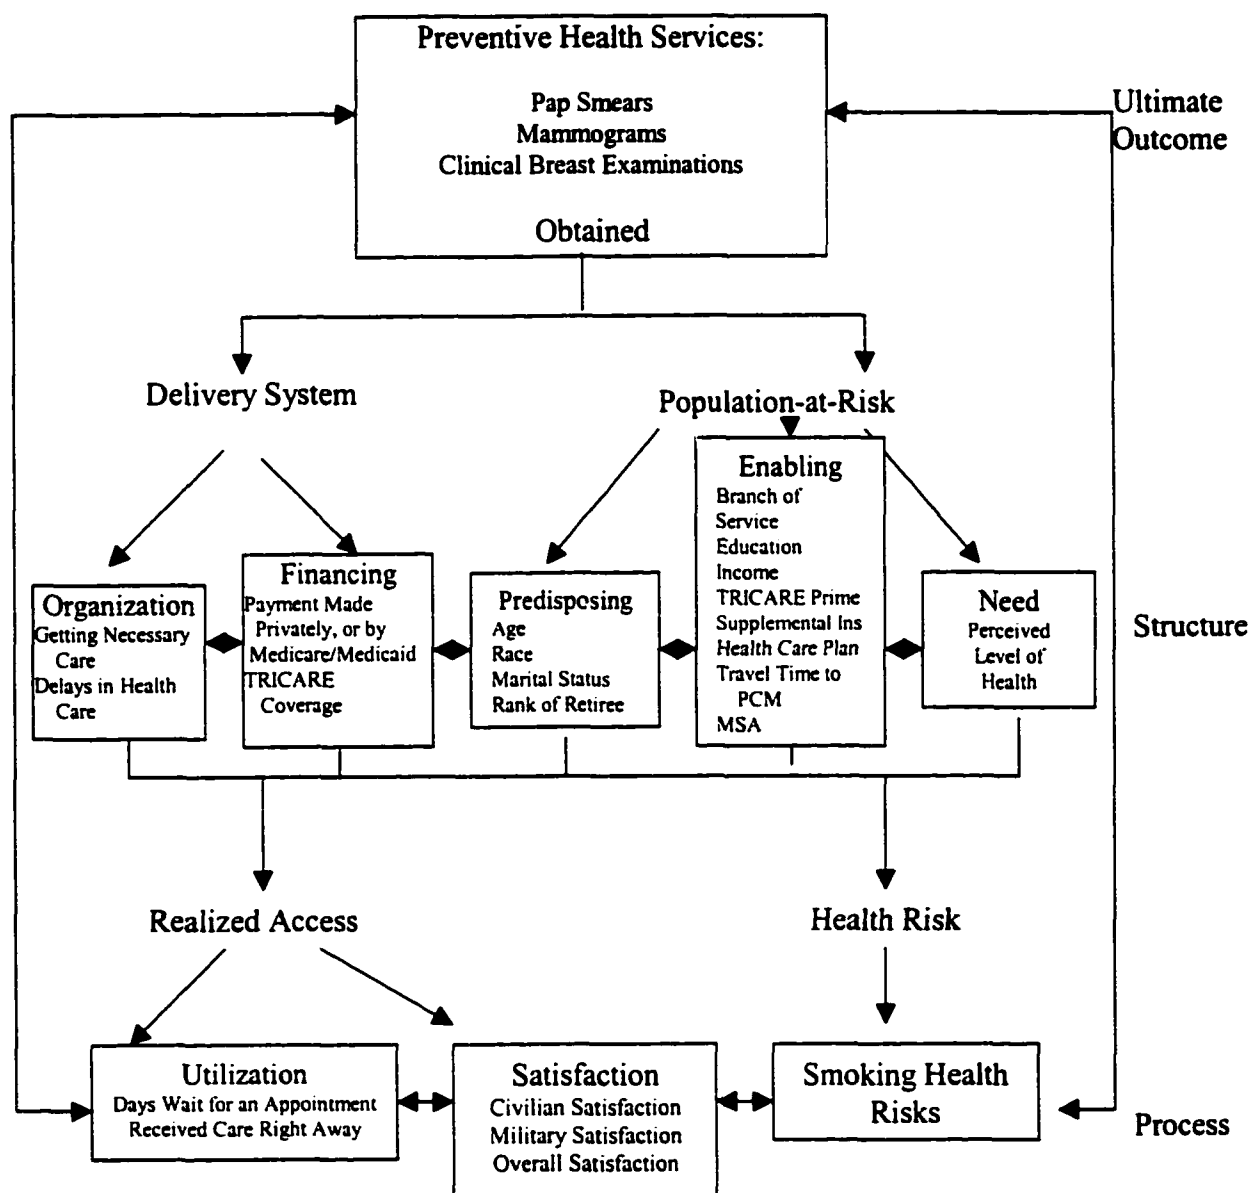 Preventive Health Services:
Pap Smears
Mammograms
Clinical Breast Examinations
Obtained
Ultimate
Outcome
Delivery System
Population-at-Risk
Organization
Getting Necessary
Care
Delays in Health
Care
Financing
Payment Made
Privately, or by
Medicare/Medicaid
TRICARE
Coverage
Predisposing
Age
Race
Marital Status
Rank of Retiree
Enabling
Branch of
Service
Education
Income
TRICARE Prime
Supplemental Ins
Health Care Plan
Travel Time to
PCM
MSA
Need
Perceived
Level of
Health
Structure
Realized Access
Health Risk
Utilization
Days Wait for an Appointment
Received Care Right Away
Satisfaction
Civilian Satisfaction
Military Satisfaction
Overall Satisfaction
Smoking Health
Risks
Process